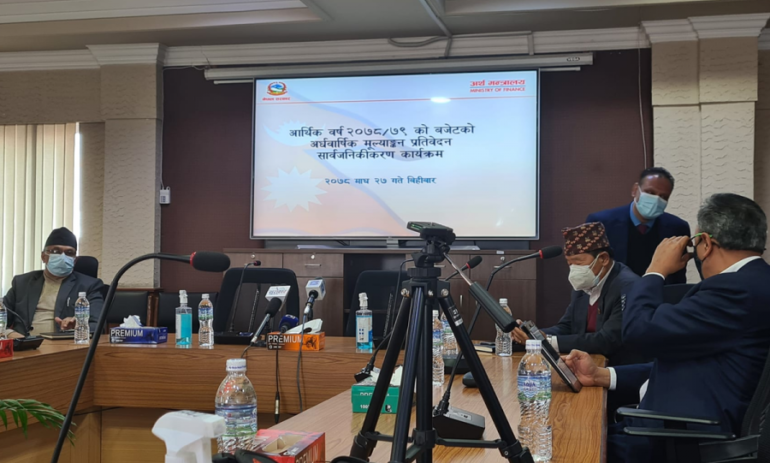 नेपाल सरकार
अर्थ मन्त्रालय
MINISTRY OF FINANCE
आर्थिक वर्ष २०७८/७९ को बजेटको
अर्धवार्षिक मूल्याङ्कन प्रतिवेदन
सार्वजनिकीकरण कार्यक्रम
२०७८ माघ २७ गते बिहीबार
PREMIUM
PREMIUM